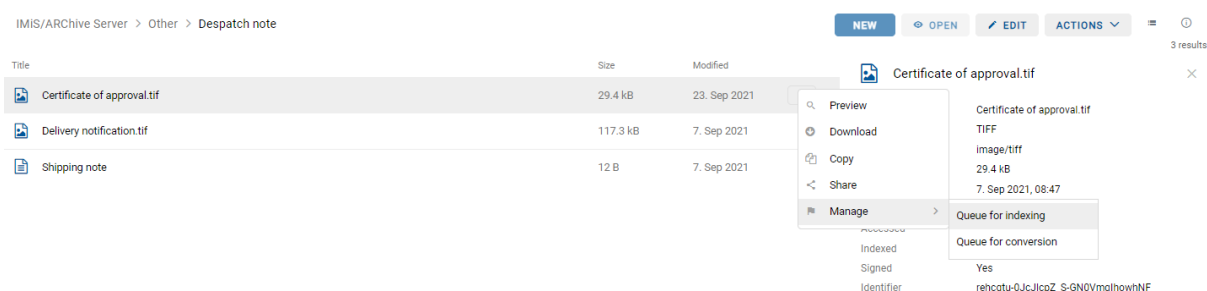 IMiS/ARChive Server > Other > Despatch note
NEW
OPEN
EDIT
ACTIONS
3 results
Title Size Modified
Certificate of approval.tif 29.4 kB 23. Sep 2021
Delivery notification.tif 117.3 kB 7. Sep 2021
Shipping note 12 B 7. Sep 2021
Preview
Download
Copy
Share
Manage
Queue for indexing
Queue for conversion
Certificate of approval.tif
Certificate of approval.tif
TIFF
image/tiff
29.4 kB
7. Sep 2021, 08:47
Accessed
Indexed
Signed Yes
Identifier